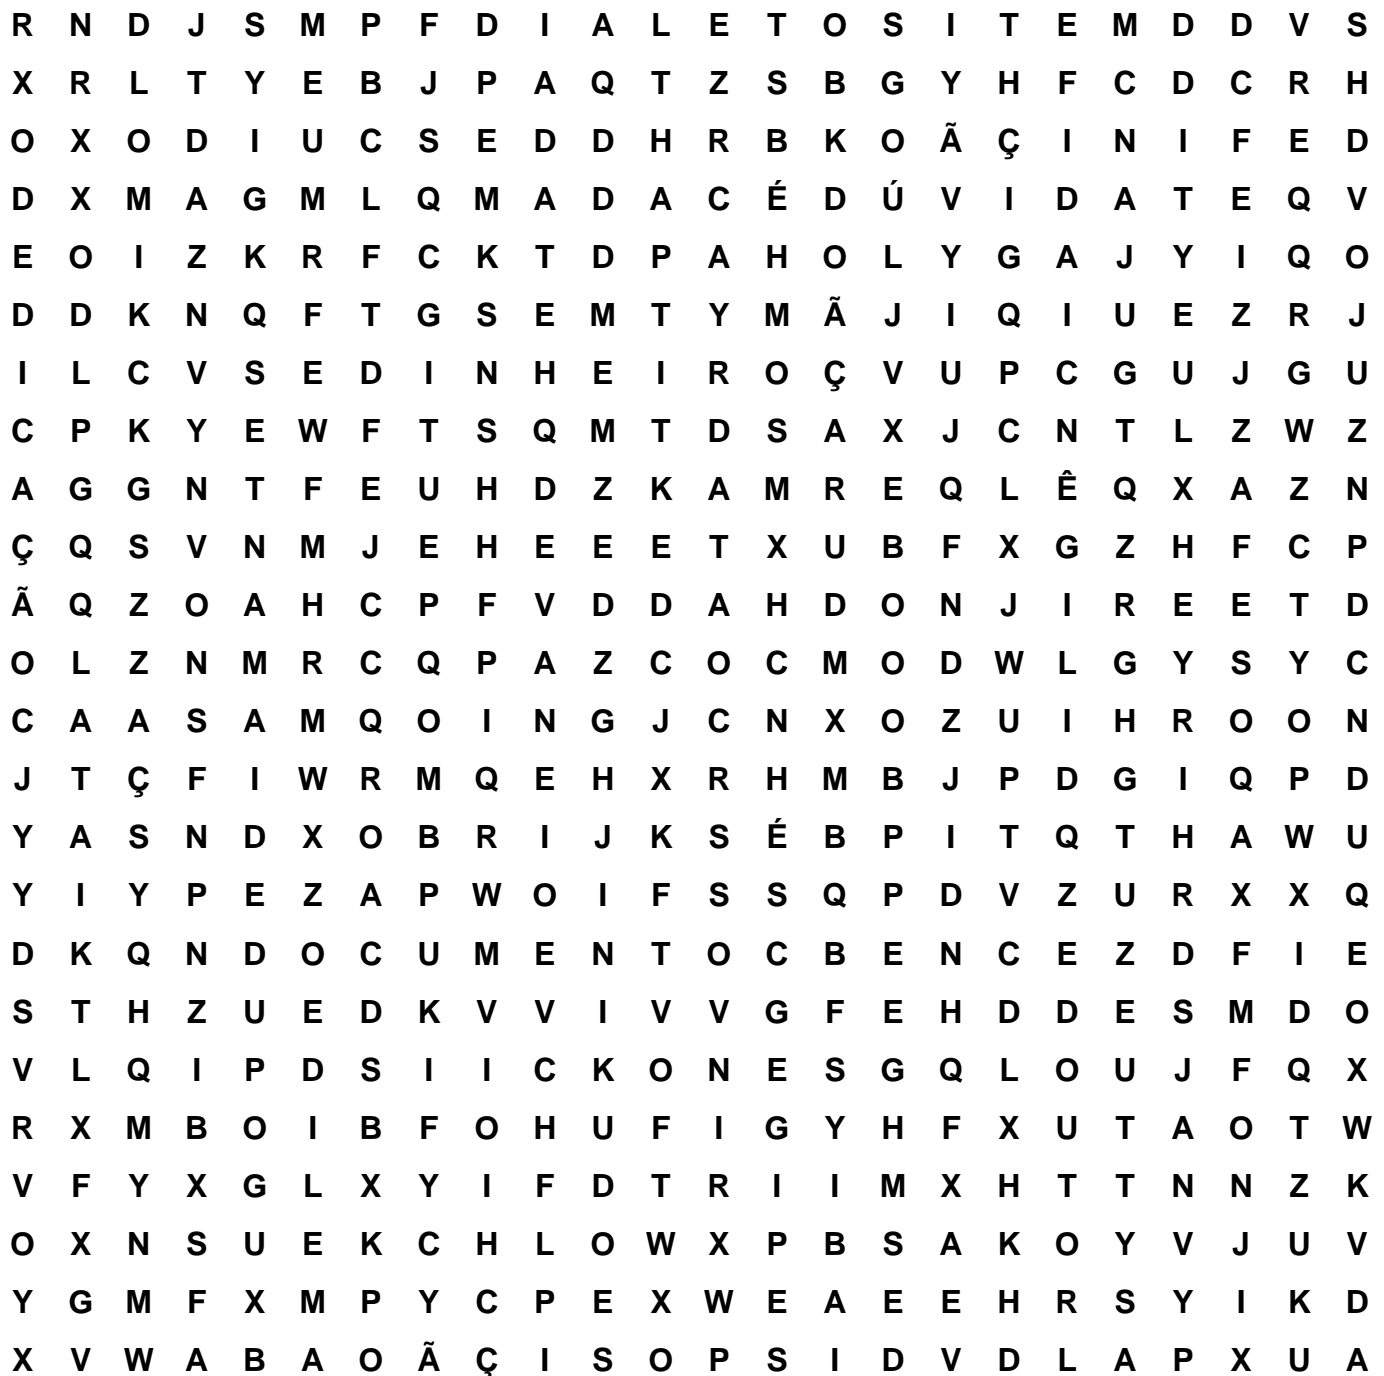 R N D J S M P F D I A L E T O S I T E M D D V S
X R L T Y E B J P A Q T Z S B G Y H F C D C R H
O X O D I U C S E D D H R B K O Ã Ç I N I F E D
D X M A G M L Q M A D A C É D Ú V I D A T E Q V
E O I Z K R F C K T D P A H O L Y G A J Y I Q O
D D K N Q F T G S E M T Y M Ã J I Q I U E Z R J
I L C V S E D I N H E I R O Ç V U P C G U J G U
C P K Y E W F T S Q M T D S A X J C N T L Z W Z
A G G N T F E U H D Z K A M R E Q L Ê Q X A Z N
Ç Q S V N M J E H E E E T X U B F X G Z H F C P
Ã Q Z O A H C P F V D D A H D O N J I R E E T D
O L Z N M R C Q P A Z C O C M O D W L G Y S Y C
C A A S A M Q O I N G J C N X O Z U I H R O O N
J T Ç F I W R M Q E H X R H M B J P D G I Q P D
Y A S N D X O B R I J K S É B P I T Q T H A W U
Y I Y P E Z A P W O I F S S Q P D V Z U R X X Q
D K Q N D O C U M E N T O C B E N C E Z D F I E
S T H Z U E D K V V I V V G F E H D D E S M D O
V L Q I P D S I I C K O N E S G Q L O U J F Q X
R X M B O I B F O H U F I G Y H F X U T A O T W
V F Y X G L X Y I F D T R I I M X H T T N N Z K
O X N S U E K C H L O W X P B S A K O Y V J U V
Y G M F X M P Y C P E X W E A E E H R S Y I K D
X V W A B A O Ã Ç I S O P S I D V D L A P X U A